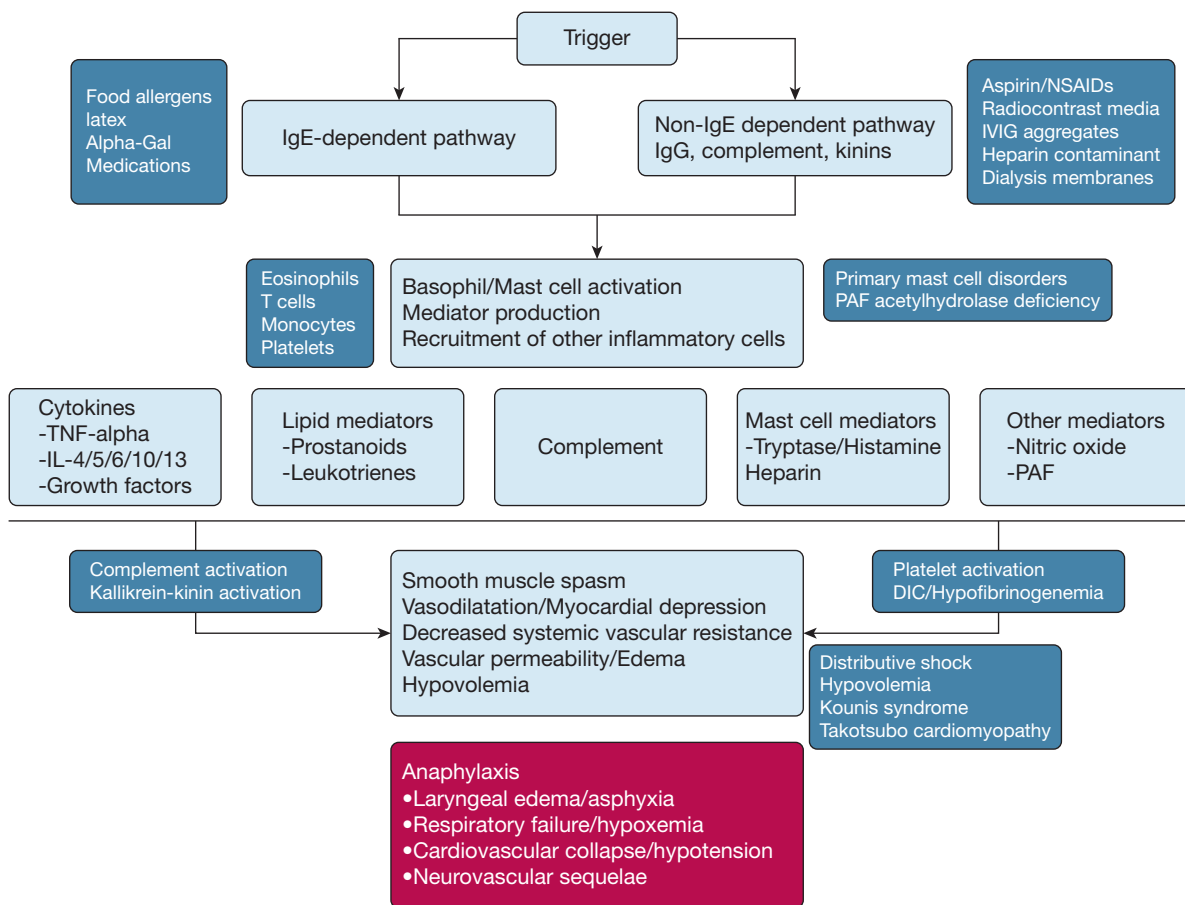 Trigger
Food allergens
latex
Alpha-Gal
Medications
IgE-dependent pathway
Non-IgE dependent pathway
IgG, complement, kinins
Aspirin/NSAIDs
Radiocontrast media
IVIG aggregates
Heparin contaminant
Dialysis membranes
Eosinophils
T cells
Monocytes
Platelets
Basophil/Mast cell activation
Mediator production
Recruitment of other inflammatory cells
Primary mast cell disorders
PAF acetylhydrolase deficiency
Cytokines
-TNF-alpha
-IL-4/5/6/10/13
-Growth factors
Lipid mediators
-Prostanoids
-Leukotrienes
Complement
Mast cell mediators
-Tryptase/Histamine
Heparin
Other mediators
-Nitric oxide
-PAF
Complement activation
Kallikrein-kinin activation
Smooth muscle spasm
Vasodilatation/Myocardial depression
Decreased systemic vascular resistance
Vascular permeability/Edema
Hypovolemia
Platelet activation
DIC/Hypofibrinogenemia
Distributive shock
Hypovolemia
Kounis syndrome
Takotsubo cardiomyopathy
Anaphylaxis
•Laryngeal edema/asphyxia
•Respiratory failure/hypoxemia
•Cardiovascular collapse/hypotension
•Neurovascular sequelae